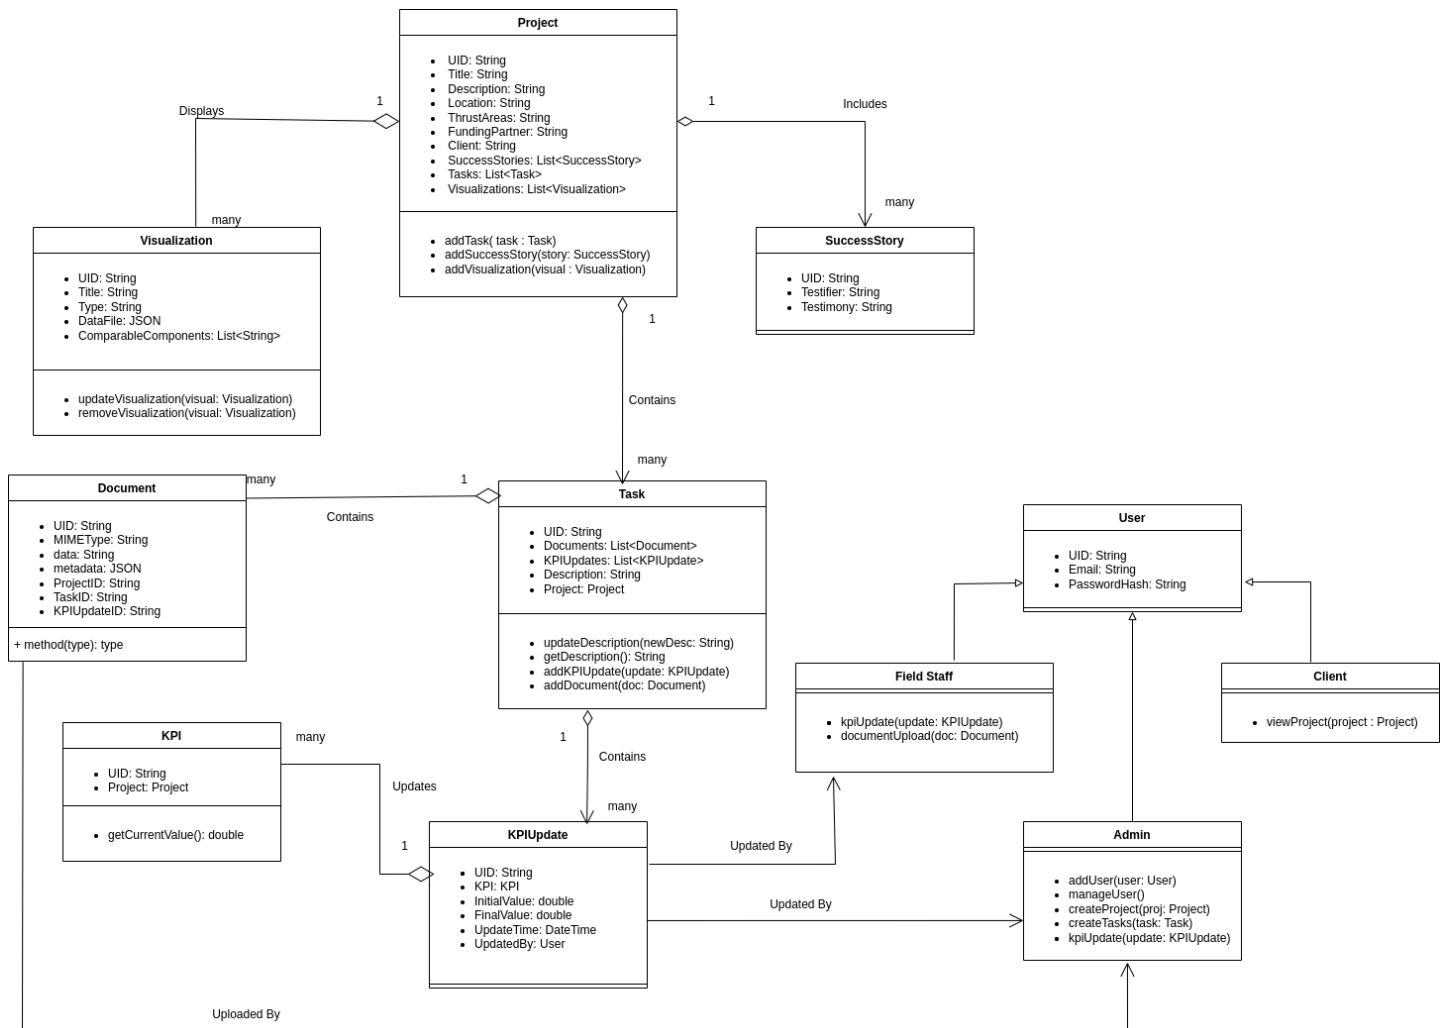 Project
UID: String
Title: String
Description: String
Location: String
ThrustAreas: String
FundingPartner: String
Client: String
SuccessStories: List<SuccessStory>
Tasks: List<Task>
Visualizations: List<Visualization>
addTask( task : Task)
addSuccessStory(story: SuccessStory)
addVisualization(visual : Visualization)
Displays
1
many
1
Includes
many
Visualization
UID: String
Title: String
Type: String
DataFile: JSON
ComparableComponents: List<String>
updateVisualization(visual: Visualization)
removeVisualization(visual: Visualization)
SuccessStory
UID: String
Testifier: String
Testimony: String
1
Contains
many
Document
UID: String
MIMEType: String
data: String
metadata: JSON
ProjectID: String
TaskID: String
KPIUpdateID: String
+ method(type): type
many
Contains
1
Task
UID: String
Documents: List<Document>
KPIUpdates: List<KPIUpdate>
Description: String
Project: Project
updateDescription(newDesc: String)
getDescription(): String
addKPIUpdate(update: KPIUpdate)
addDocument(doc: Document)
User
UID: String
Email: String
PasswordHash: String
Field Staff
kpiUpdate(update: KPIUpdate)
documentUpload(doc: Document)
Client
viewProject(project : Project)
KPI
UID: String
Project: Project
getCurrentValue(): double
many
Updates
1
1
Contains
many
KPIUpdate
UID: String
KPI: KPI
InitialValue: double
FinalValue: double
UpdateTime: DateTime
UpdatedBy: User
Updated By
Updated By
Admin
addUser(user: User)
manageUser()
createProject(proj: Project)
createTasks(task: Task)
kpiUpdate(update: KPIUpdate)
Uploaded By